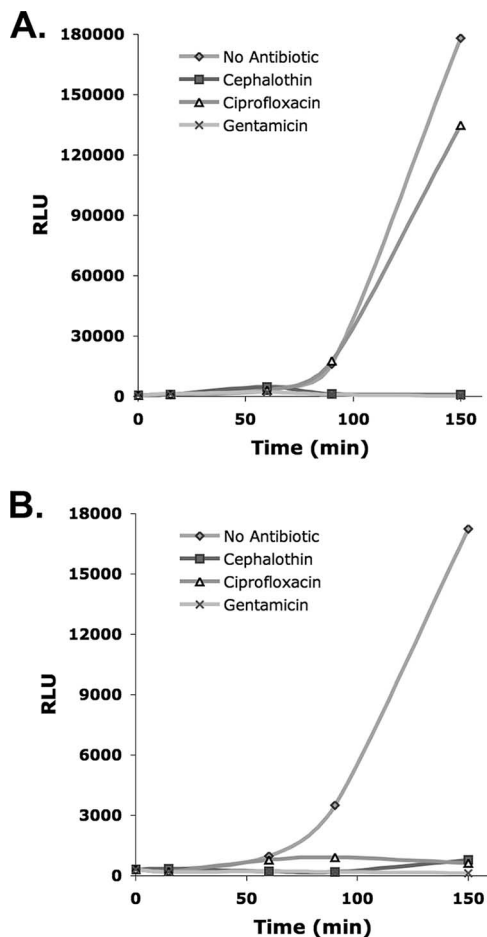 A.
180000
150000
120000
90000
60000
30000
0
RLU
No Antibiotic
Cephalothin
Ciprofloxacin
Gentamicin
0
50
100
150
Time (min)
B.
18000
15000
12000
9000
6000
3000
0
RLU
No Antibiotic
Cephalothin
Ciprofloxacin
Gentamicin
0
50
100
150
Time (min)